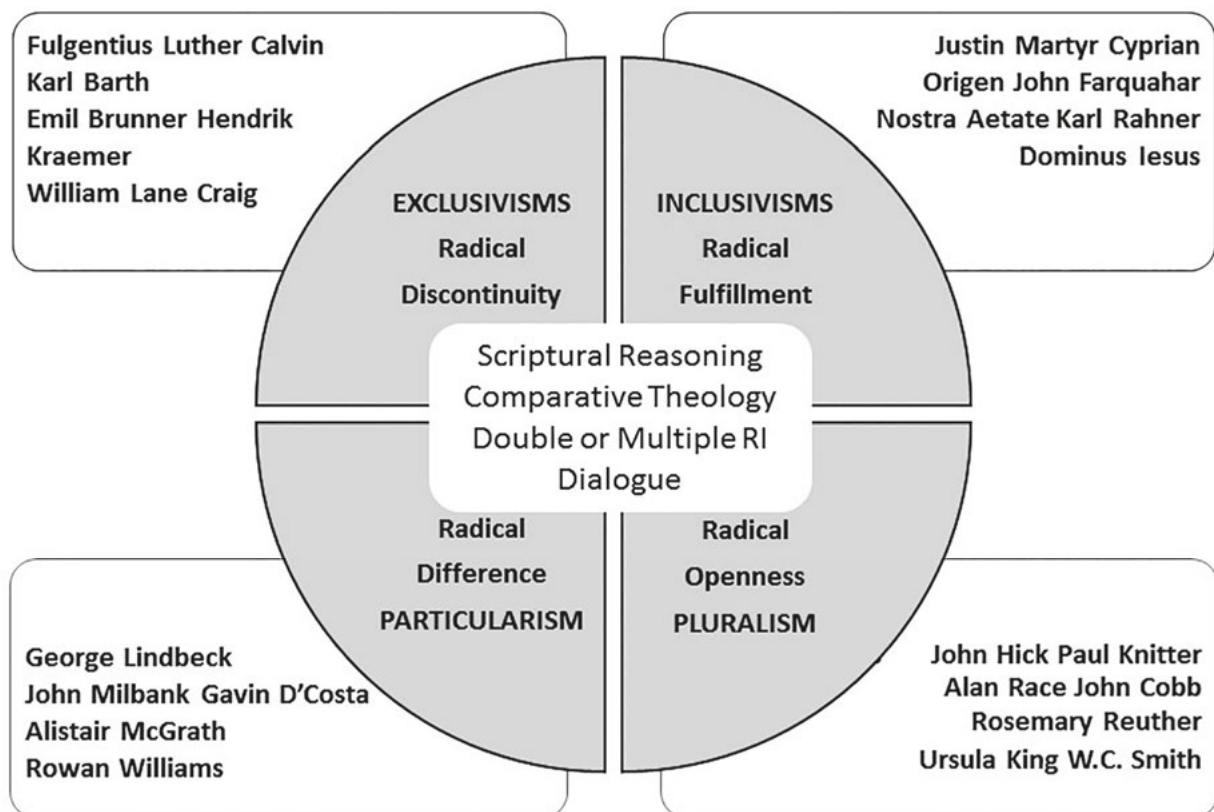 Fulgentius Luther Calvin
Karl Barth
Emil Brunner Hendrik
Kraemer
William Lane Craig
Justin Martyr Cyprian
Origen John Farquahar
Nostra Aetate Karl Rahner
Dominus Iesus
EXCLUSIVISMS
Radical
Discontinuity
INCLUSIVISMS
Radical
Fulfillment
Scriptural Reasoning
Comparative Theology
Double or Multiple RI
Dialogue
Radical
Difference
PARTICULARISM
Radical
Openness
PLURALISM
George Lindbeck
John Milbank Gavin D’Costa
Alistair McGrath
Rowan Williams
John Hick Paul Knitter
Alan Race John Cobb
Rosemary Reuther
Ursula King W.C. Smith